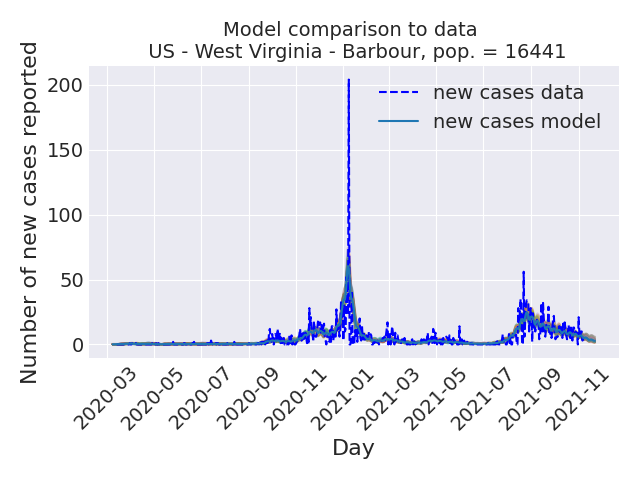 Model comparison to data
US - West Virginia - Barbour, pop. = 16441
new cases data
new cases model
Number of new cases reported
200
150
100
50
0
2020-03
2020-05
2020-07
2020-09
2020-11
2021-01
2021-03
2021-05
2021-07
2021-09
2021-11
Day